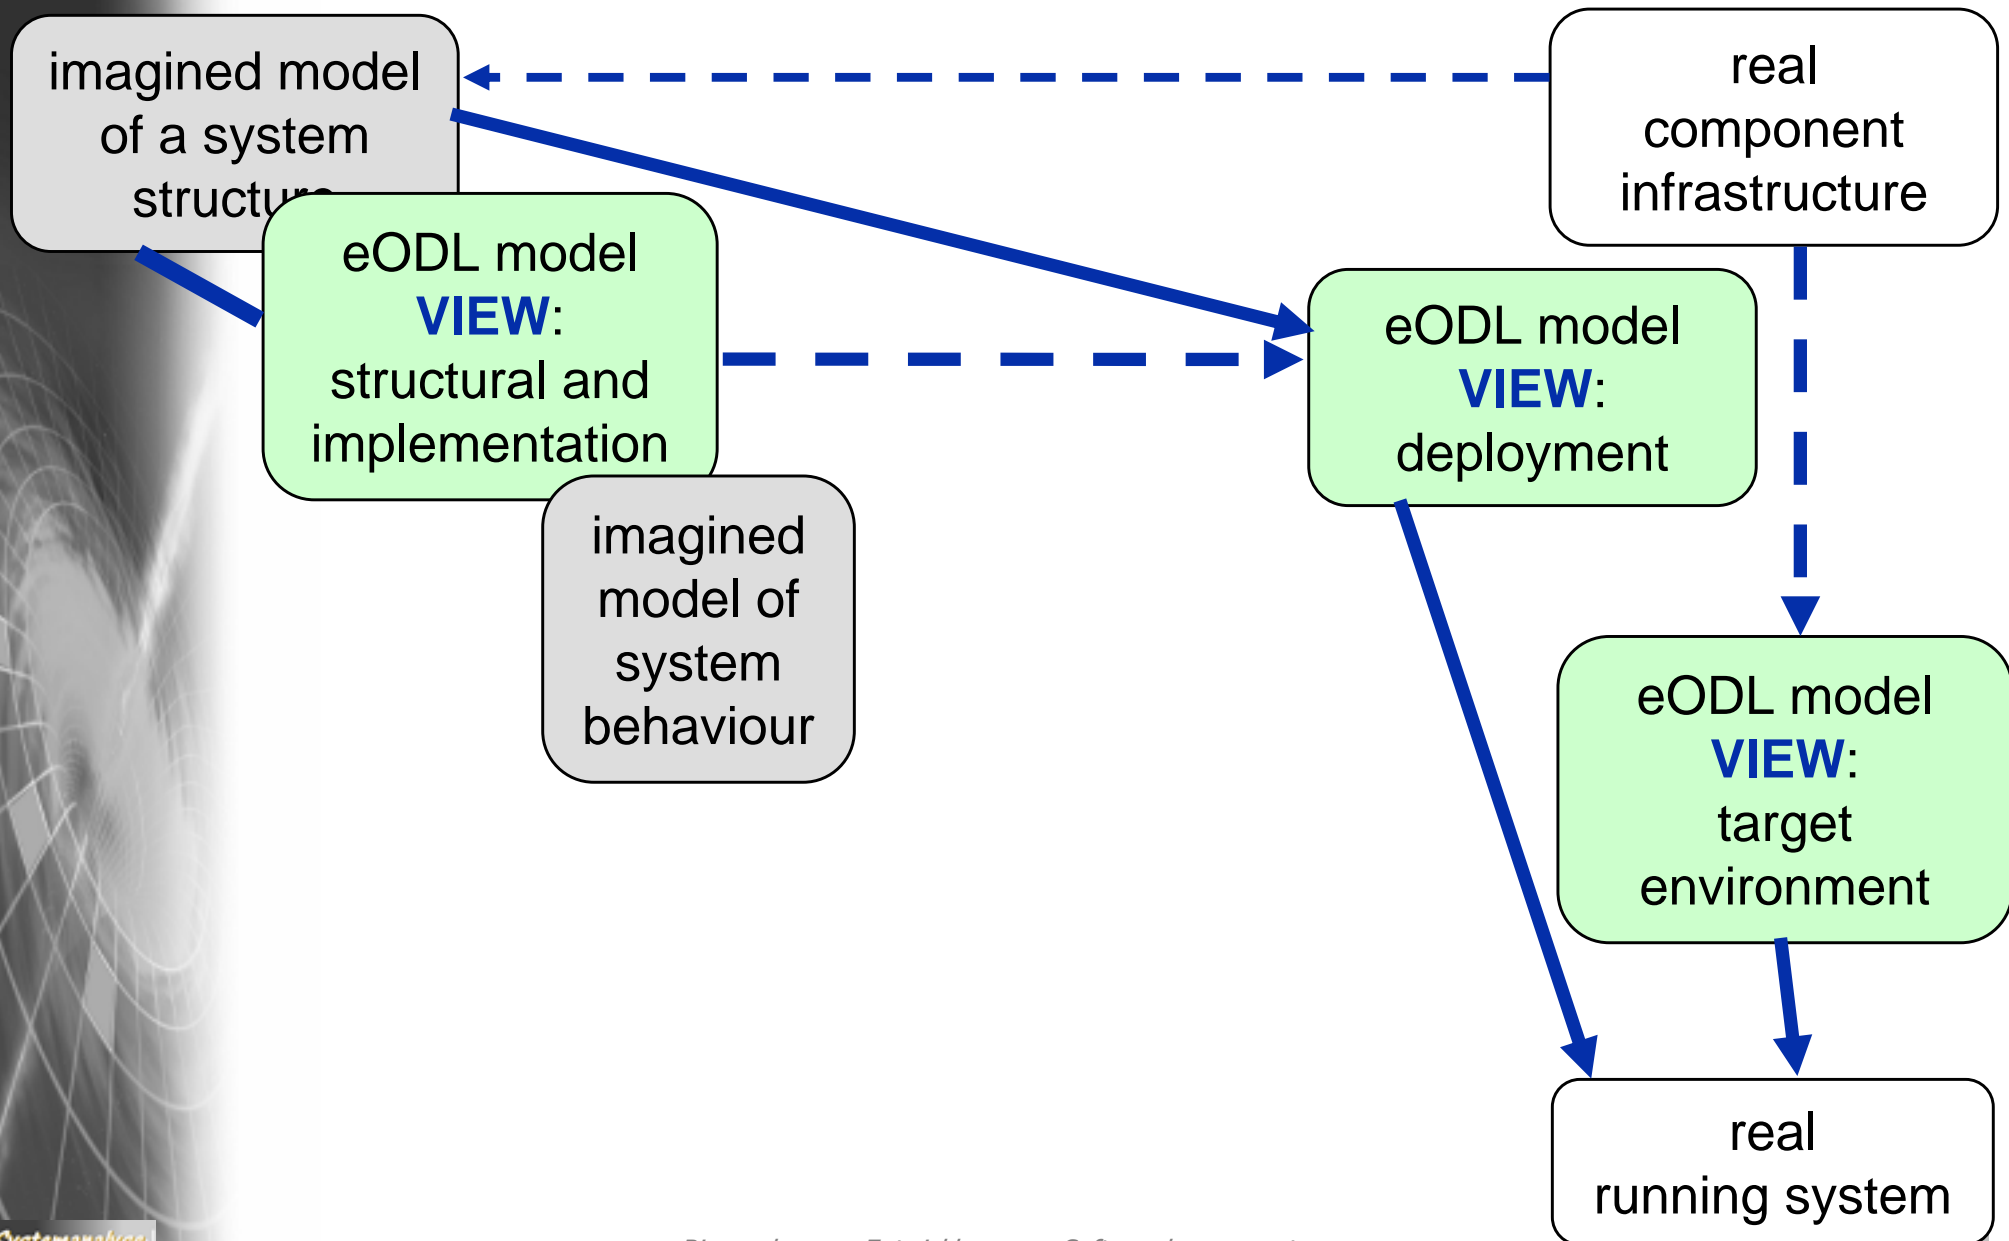 imagined model
of a system
structure
real
component
infrastructure
eODL model
VIEW:
structural and
implementation
eODL model
VIEW:
deployment
imagined
model of
system
behaviour
eODL model
VIEW:
target
environment
real
running system